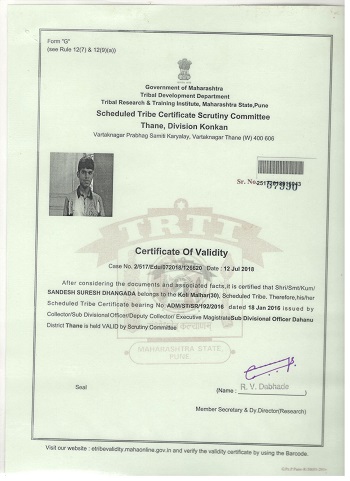 Form "G"
(see Rule 12(7) & 12(9)(a))
Government of Maharashtra
Tribal Development Department
Tribal Research & Training Institute, Maharashtra State,Pune
Scheduled Tribe Certificate Scrutiny Committee
Thane, Division Konkan
Vartaknagar Prabhag Samiti Karyalay, Vartaknagar Thane (W) 400 606
Sr. No.
67990
TRTI
Certificate Of Validity
Case No. 2/517/Edu/072018/126620 Date : 12 Jul 2018
After considering the documents and associated facts,it is certified that Shri/Smt/Kum/
SANDESH SURESH DHANGADA belongs to the Koli Malhar(30), Scheduled Tribe. Therefore,his/her
Scheduled Tribe Certificate bearing No. ADM/ST/SR/192/2016 dated 18 Jan 2016 issued by
Collector/Sub Divisional Officer/Deputy Collector/ Executive MagistrateSub Divisional Officer Dahanu
District Thane is held VALID by Scrutiny Committee
MAHARASHTRA STATE
PUNE
Seal
(Name : R. V. Dabhade )
Member Secretary & Dy.Director(Research)
Visit our website : etribevalidity.mahaonline.gov.in and verify the validity certificate by using the Barcode.